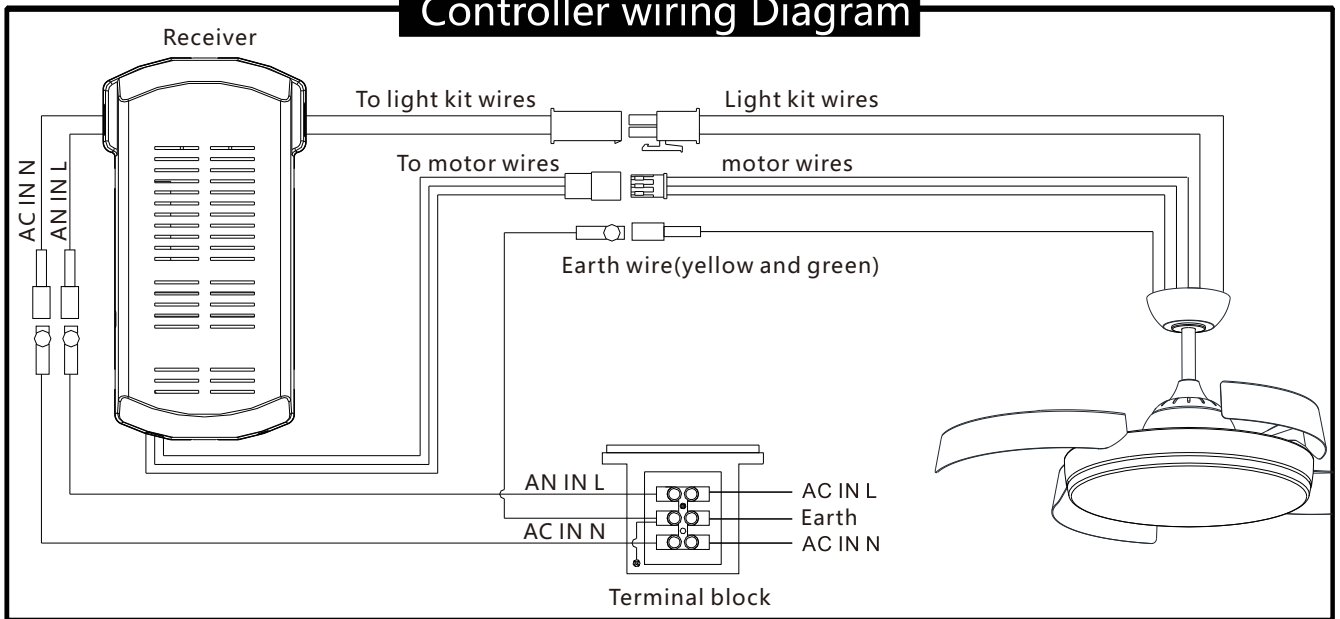 Controller wiring Diagram
Receiver
To light kit wires
Light kit wires
To motor wires
motor wires
AC IN N
AN IN L
Earth wire(yellow and green)
AN IN L
AC IN L
Earth
AC IN N
AC IN N
Terminal block